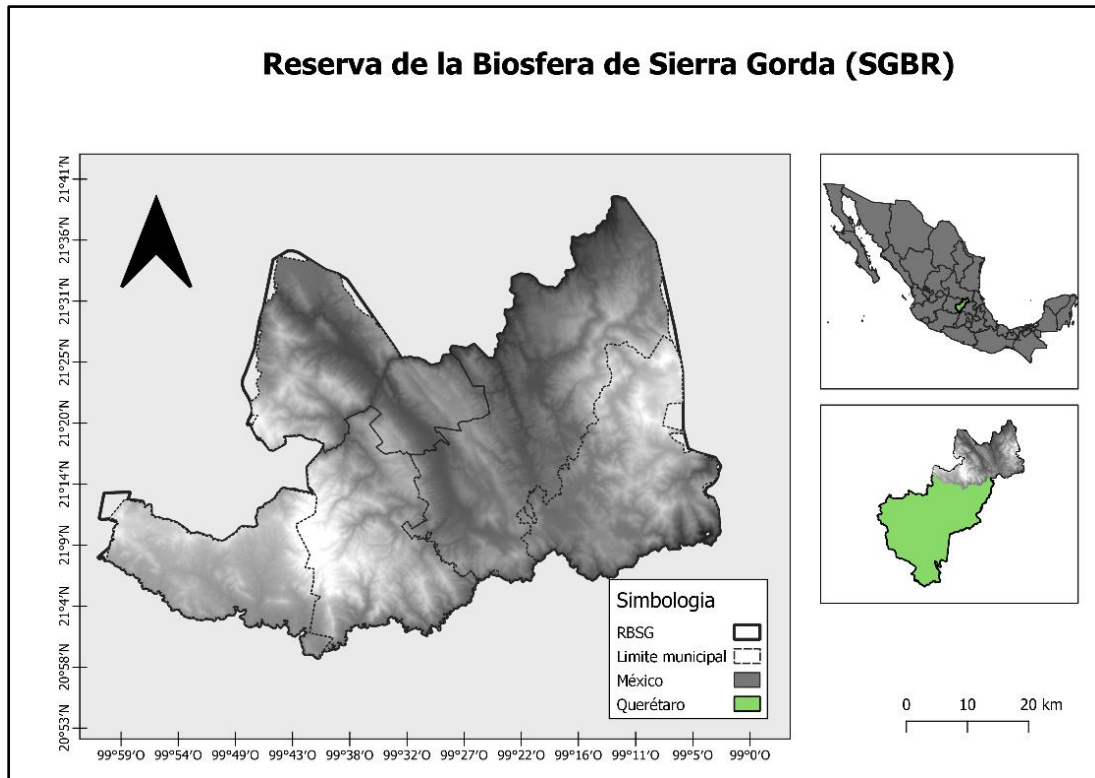 Reserva de la Biosfera de Sierra Gorda (SGBR)
21°41'N
21°36'N
21°31'N
21°25'N
21°20'N
21°14'N
21°9'N
21°4'N
20°58'N
20°53'N
99°59'O 99°54'O 99°49'O 99°43'O 99°38'O 99°32'O 99°27'O 99°22'O 99°16'O 99°11'O 99°5'O 99°0'O
Simbologia
RBSG
Limite municipal
México
Querétaro
0 10 20 km